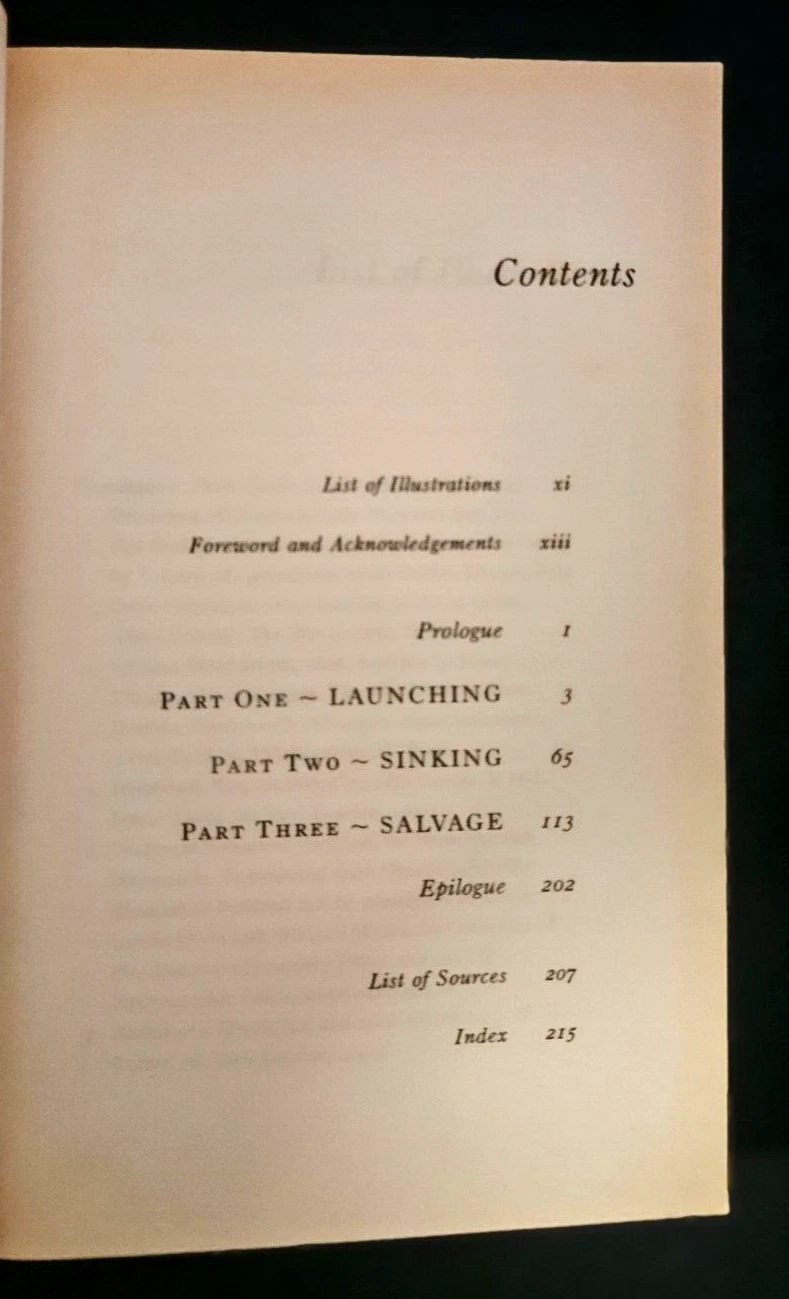 Contents
List of Illustrations xi
Foreword and Acknowledgements xiii
Prologue 1
PART ONE ~ LAUNCHING 3
PART TWO ~ SINKING 65
PART THREE ~ SALVAGE 113
Epilogue 202
List of Sources 207
Index 215